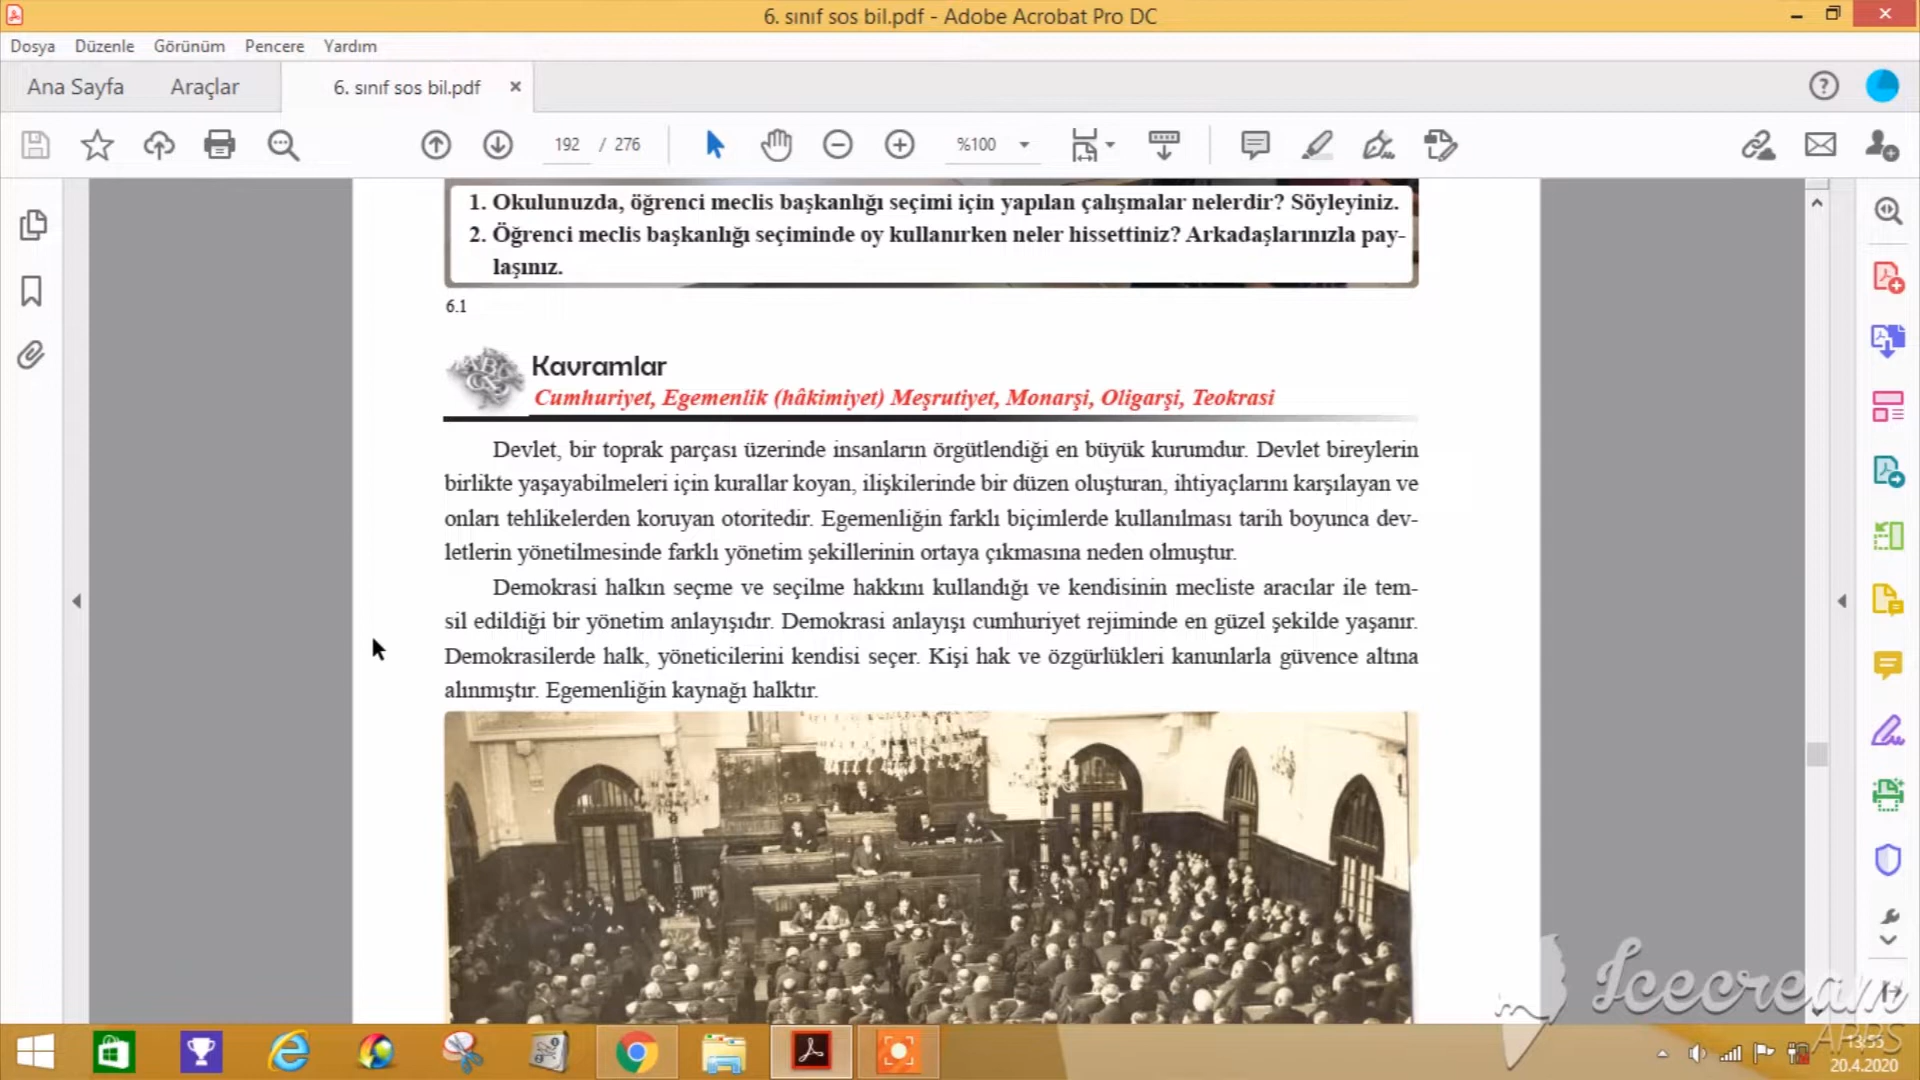 6. sınıf sos bil.pdf - Adobe Acrobat Pro DC
Dosya Düzenle Görünüm Pencere Yardım
Ana Sayfa Araçlar 6. sınıf sos bil.pdf
192 / 276 %100
1. Okulunuzda, öğrenci meclis başkanlığı seçimi için yapılan çalışmalar nelerdir? Söyleyiniz.
2. Öğrenci meclis başkanlığı seçiminde oy kullanırken neler hissettiniz? Arkadaşlarınızla pay-
laşınız.
6.1
Kavramlar
Cumhuriyet, Egemenlik (hâkimiyet) Meşrutiyet, Monarşi, Oligarşi, Teokrasi
Devlet, bir toprak parçası üzerinde insanların örgütlendiği en büyük kurumdur. Devlet bireylerin
birlikte yaşayabilmeleri için kurallar koyan, ilişkilerinde bir düzen oluşturan, ihtiyaçlarını karşılayan ve
onları tehlikelerden koruyan otoritedir. Egemenliğin farklı biçimlerde kullanılması tarih boyunca dev-
letlerin yönetilmesinde farklı yönetim şekillerinin ortaya çıkmasına neden olmuştur.
Demokrasi halkın seçme ve seçilme hakkını kullandığı ve kendisinin mecliste aracılar ile tem-
sil edildiği bir yönetim anlayışıdır. Demokrasi anlayışı cumhuriyet rejiminde en güzel şekilde yaşanır.
Demokrasilerde halk, yöneticilerini kendisi seçer. Kişi hak ve özgürlükleri kanunlarla güvence altına
alınmıştır. Egemenliğin kaynağı halktır.
Icecream
APPS
13:55
20.4.2020